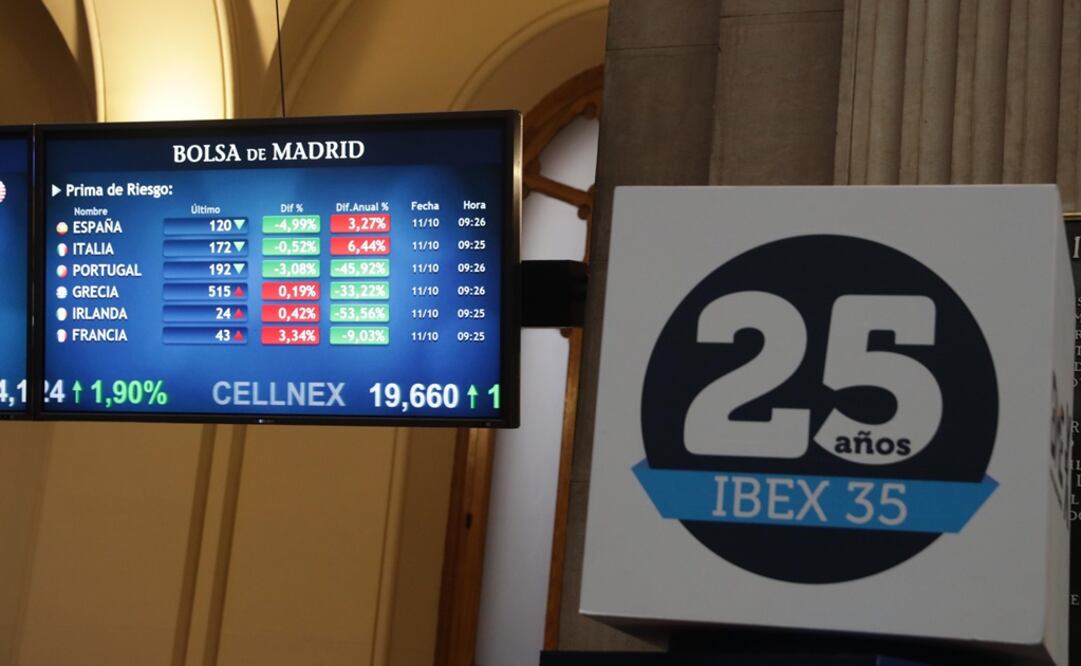 BOLSA DE MADRID
Prima de Riesgo:
Nombre Último Dif % Dif.Anual % Fecha Hora
ESPAÑA 120 -4,99% 3,27% 11/10 09:26
ITALIA 172 -0,52% 6,44% 11/10 09:25
PORTUGAL 192 -3,08% -45,92% 11/10 09:26
GRECIA 515 0,19% -33,22% 11/10 09:26
IRLANDA 24 0,42% -53,56% 11/10 09:25
FRANCIA 43 3,34% -9,03% 11/10 09:25
4,124 ↑ 1,90% CELLNEX 19,660 ↑ 1
25
años
IBEX 35